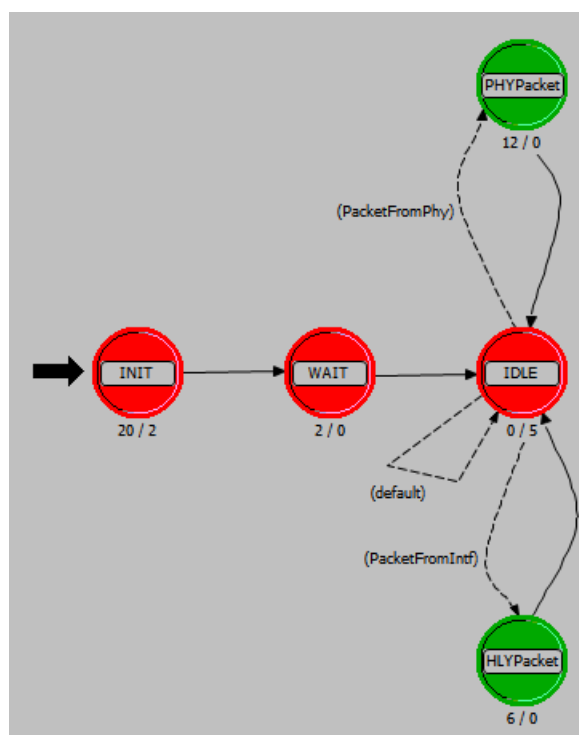 PHYPacket
12 / 0
(PacketFromPhy)
INIT
WAIT
IDLE
20 / 2
2 / 0
0 / 5
(default)
(PacketFromIntf)
HLYPacket
6 / 0